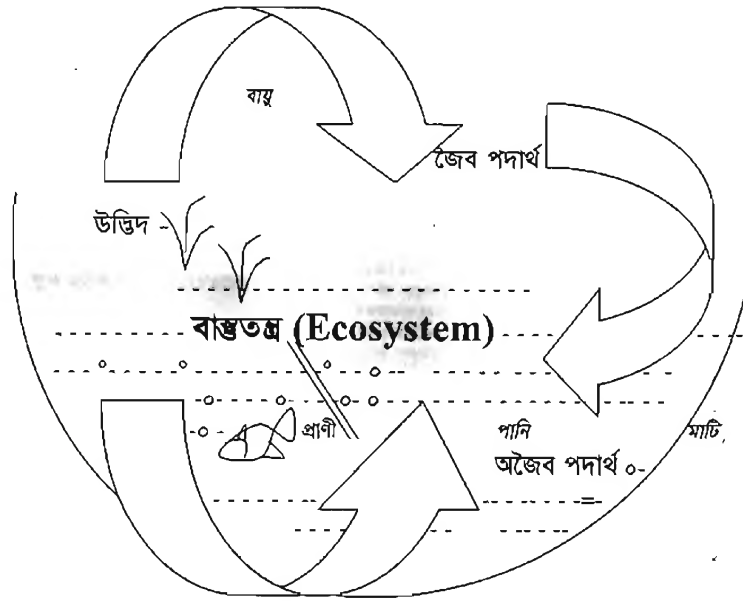 বায়ু
জৈব পদার্থ
উদ্ভিদ
বাস্তুতন্ত্র (Ecosystem)
প্রাণী
পানি
মাটি
অজৈব পদার্থ